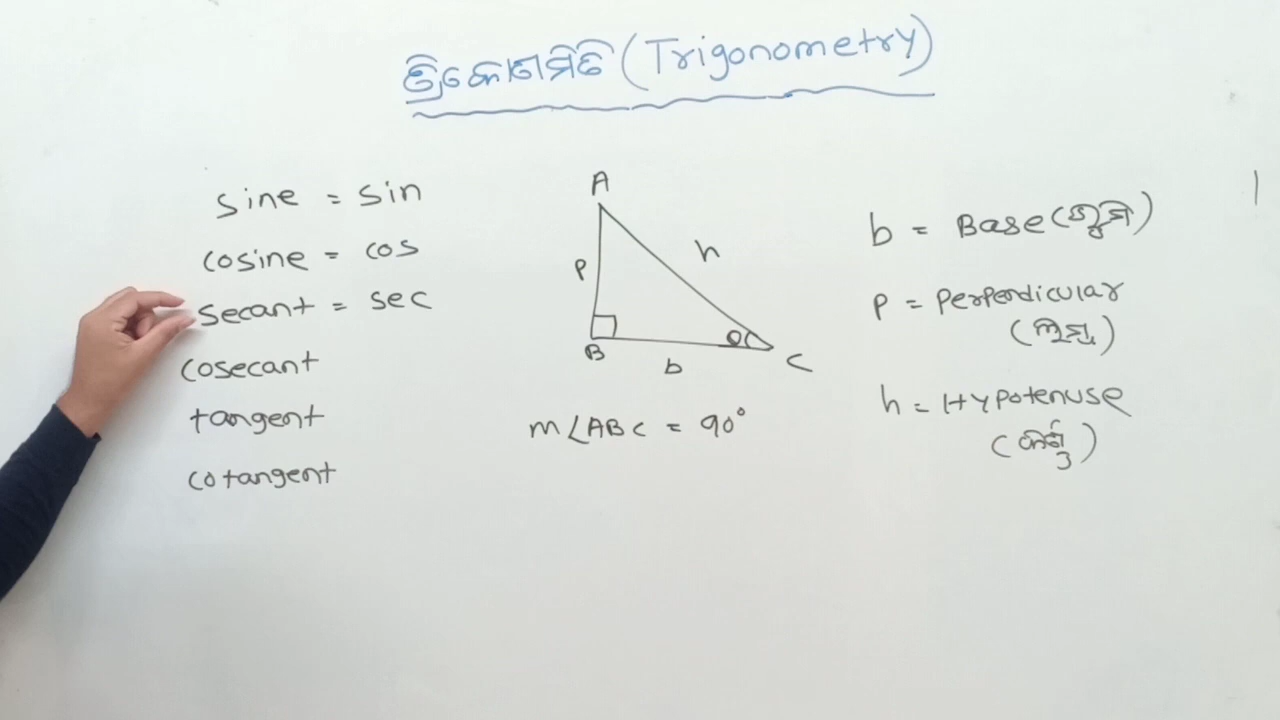 ତ୍ରିକୋଣମିତି (Trigonometry)
sine = sin
cosine = cos
secant = sec
cosecant
tangent
cotangent
A
P
h
B
b
θ
C
m∠ABC = 90°
b = Base (ଭୂମି)
P = Perpendicular
(ଲମ୍ବ)
h = Hypotenuse
(କର୍ଣ୍ଣ)